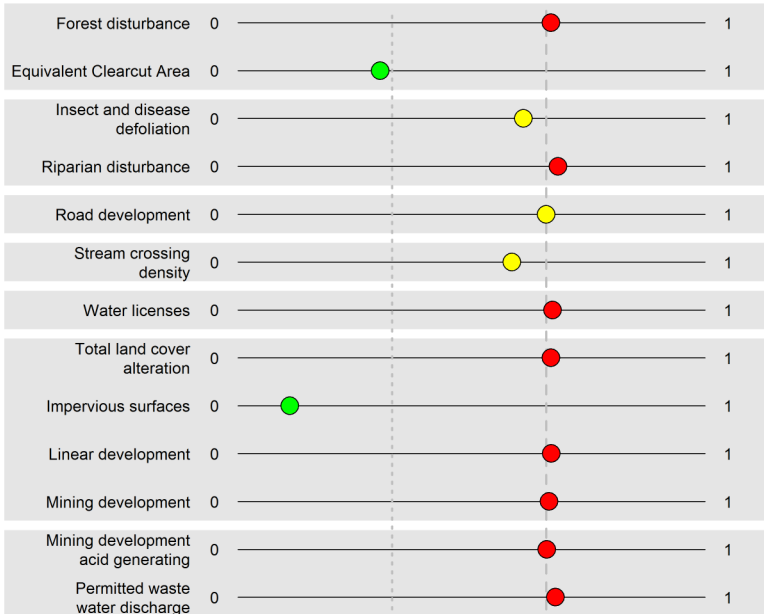 Forest disturbance 0 1
Equivalent Clearcut Area 0 1
Insect and disease
defoliation 0 1
Riparian disturbance 0 1
Road development 0 1
Stream crossing
density 0 1
Water licenses 0 1
Total land cover
alteration 0 1
Impervious surfaces 0 1
Linear development 0 1
Mining development 0 1
Mining development
acid generating 0 1
Permitted waste
water discharge 0 1